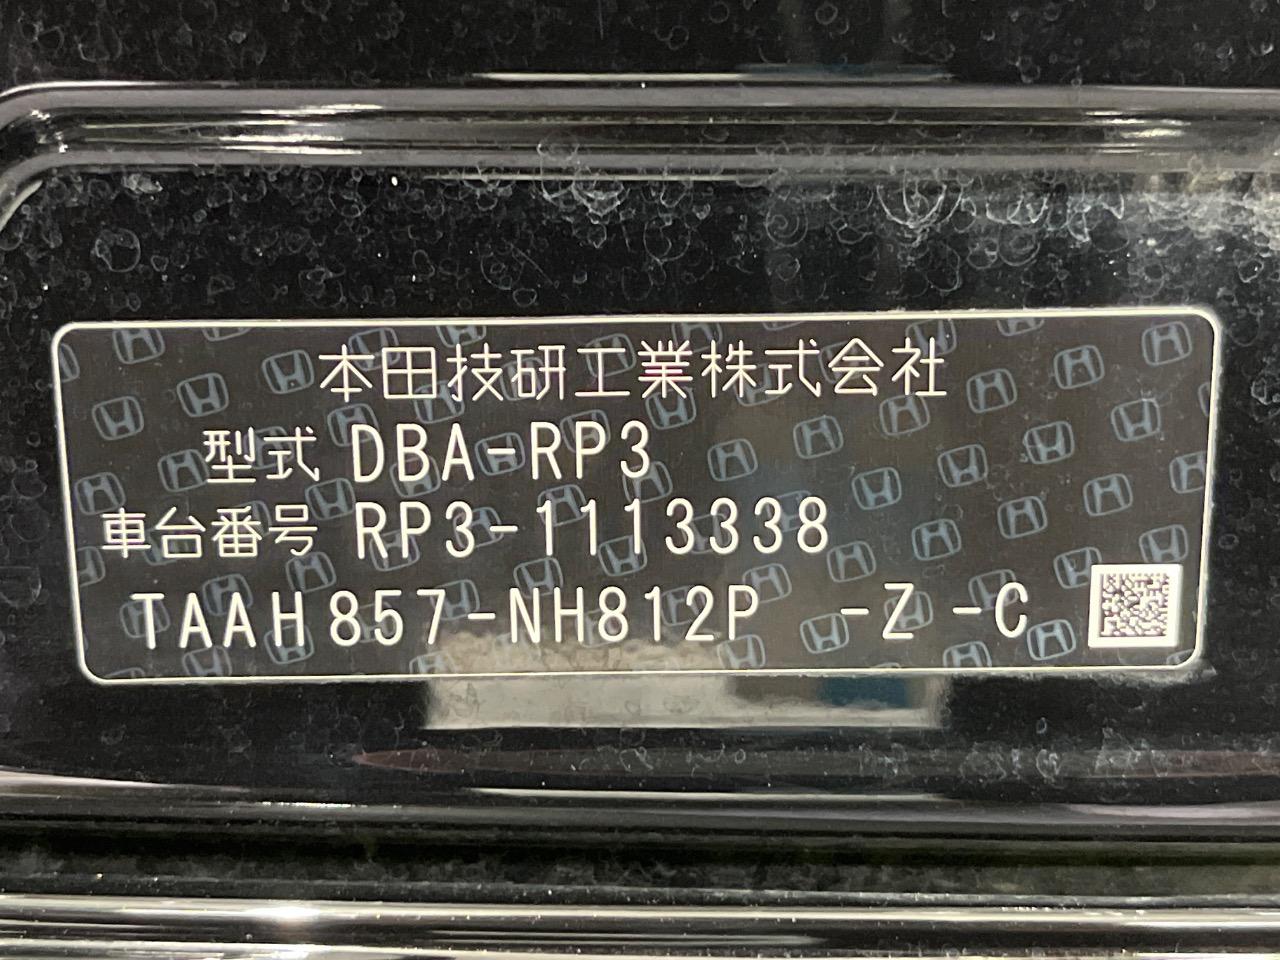 本田技研工業株式会社
型式 DBA-RP3
車台番号 RP3-1113338
TAAH857-NH812P -Z -C